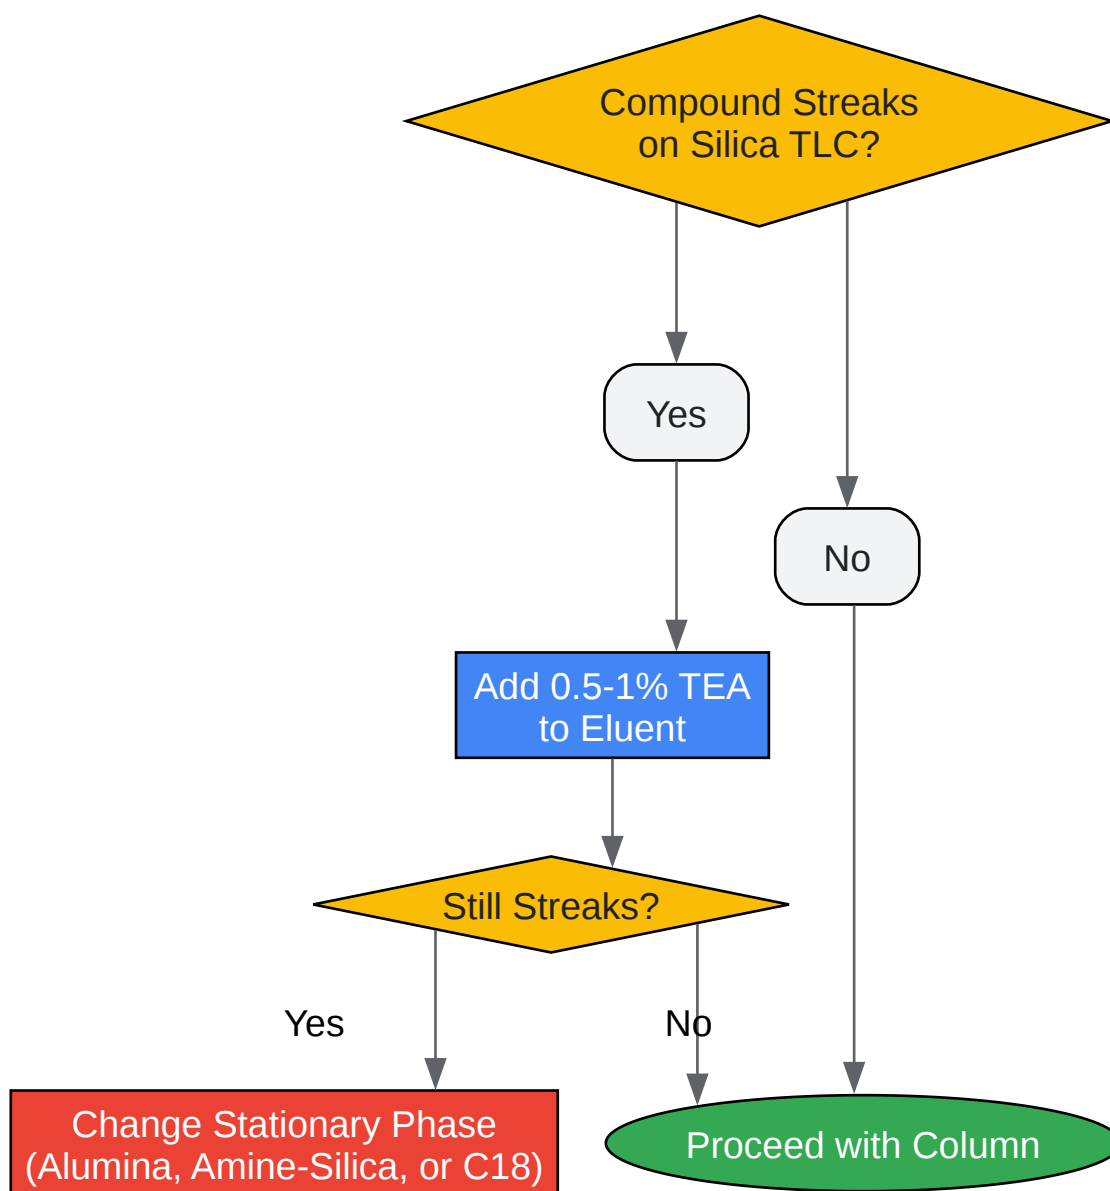 Compound Streaks
on Silica TLC?
Yes
No
Add 0.5-1% TEA
to Eluent
Still Streaks?
Yes
No
Change Stationary Phase
(Alumina, Amine-Silica, or C18)
Proceed with Column